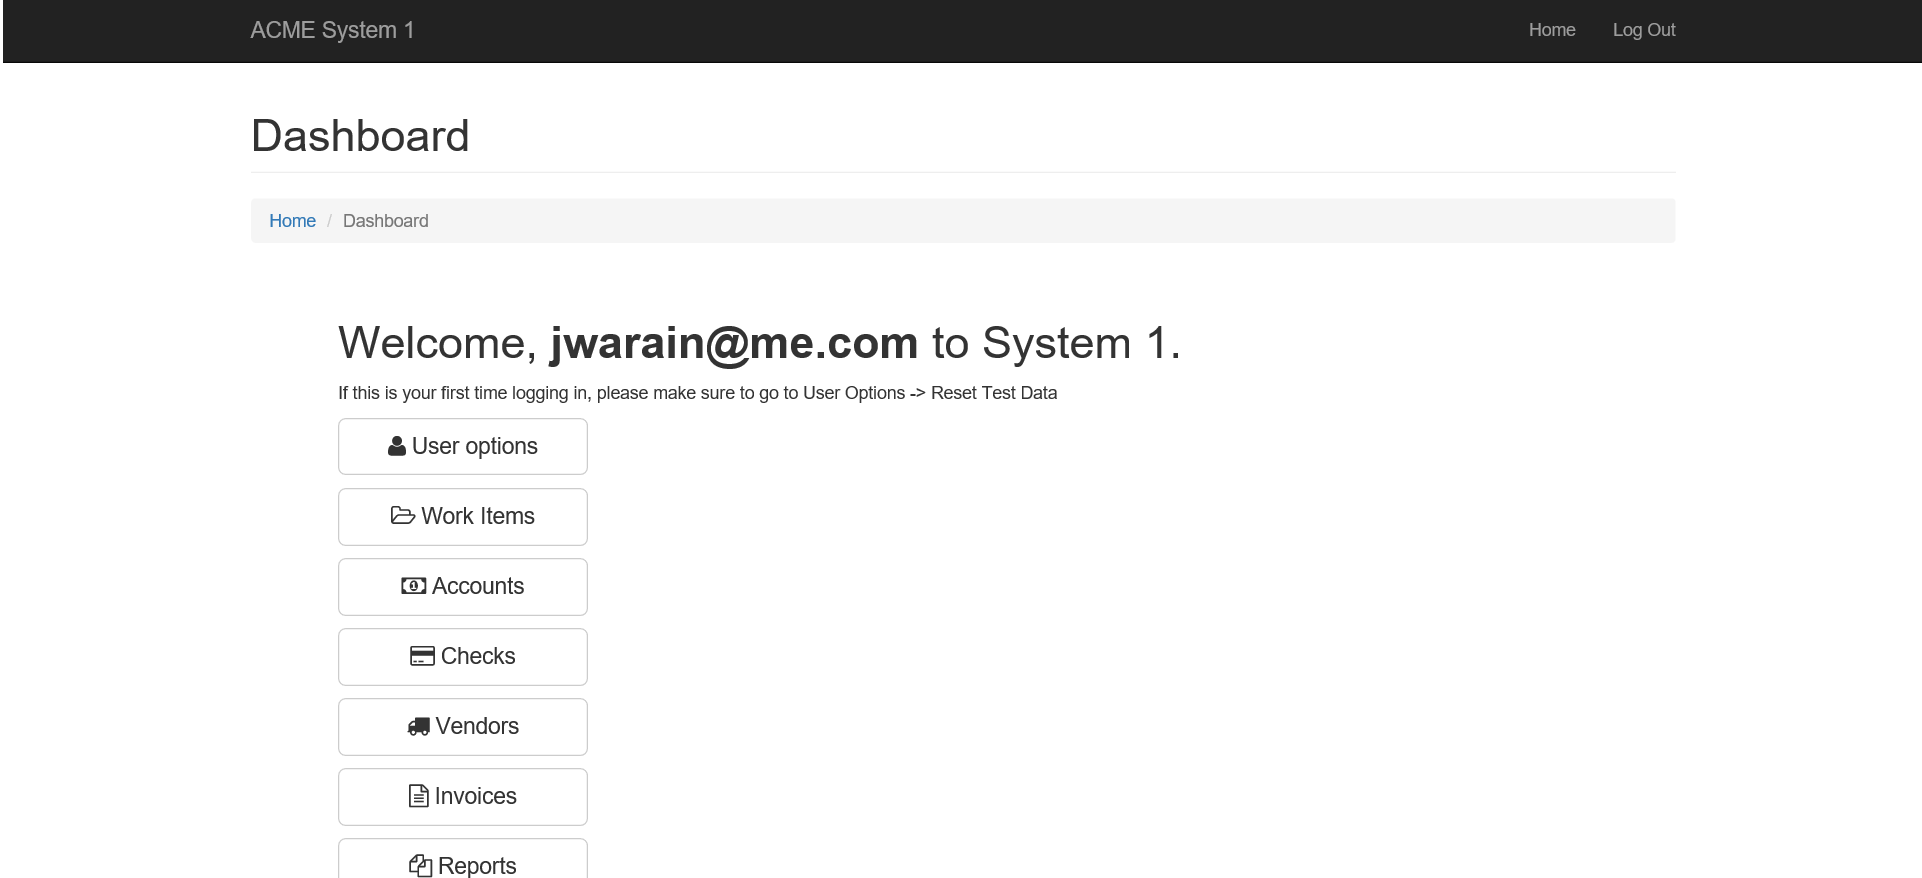 ACME System 1
Home
Log Out
Dashboard
Home / Dashboard
Welcome, jwarain@me.com to System 1.
If this is your first time logging in, please make sure to go to User Options -> Reset Test Data
User options
Work Items
Accounts
Checks
Vendors
Invoices
Reports